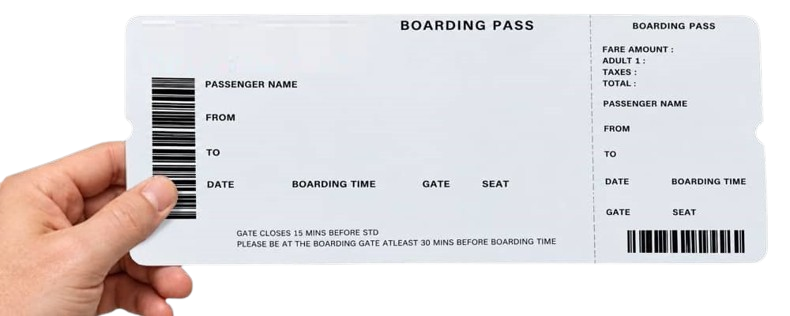 BOARDING PASS
PASSENGER NAME
FROM
TO
DATE BOARDING TIME GATE SEAT
GATE CLOSES 15 MINS BEFORE STD
PLEASE BE AT THE BOARDING GATE ATLEAST 30 MINS BEFORE BOARDING TIME
BOARDING PASS
FARE AMOUNT :
ADULT 1 :
TAXES :
TOTAL :
PASSENGER NAME
FROM
TO
DATE BOARDING TIME
GATE SEAT